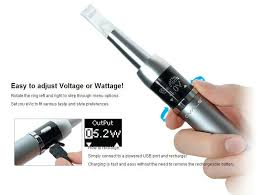 Easy to adjust Voltage or Wattage!
Rotate the ring left and right to step through menu options.
Set you eVic to fit various taste and style preferences.
OutPut
05.2W
Simply connect to a powered USB port and recharge!
Charging is fast and easy without the need to remove the rechargeable battery.